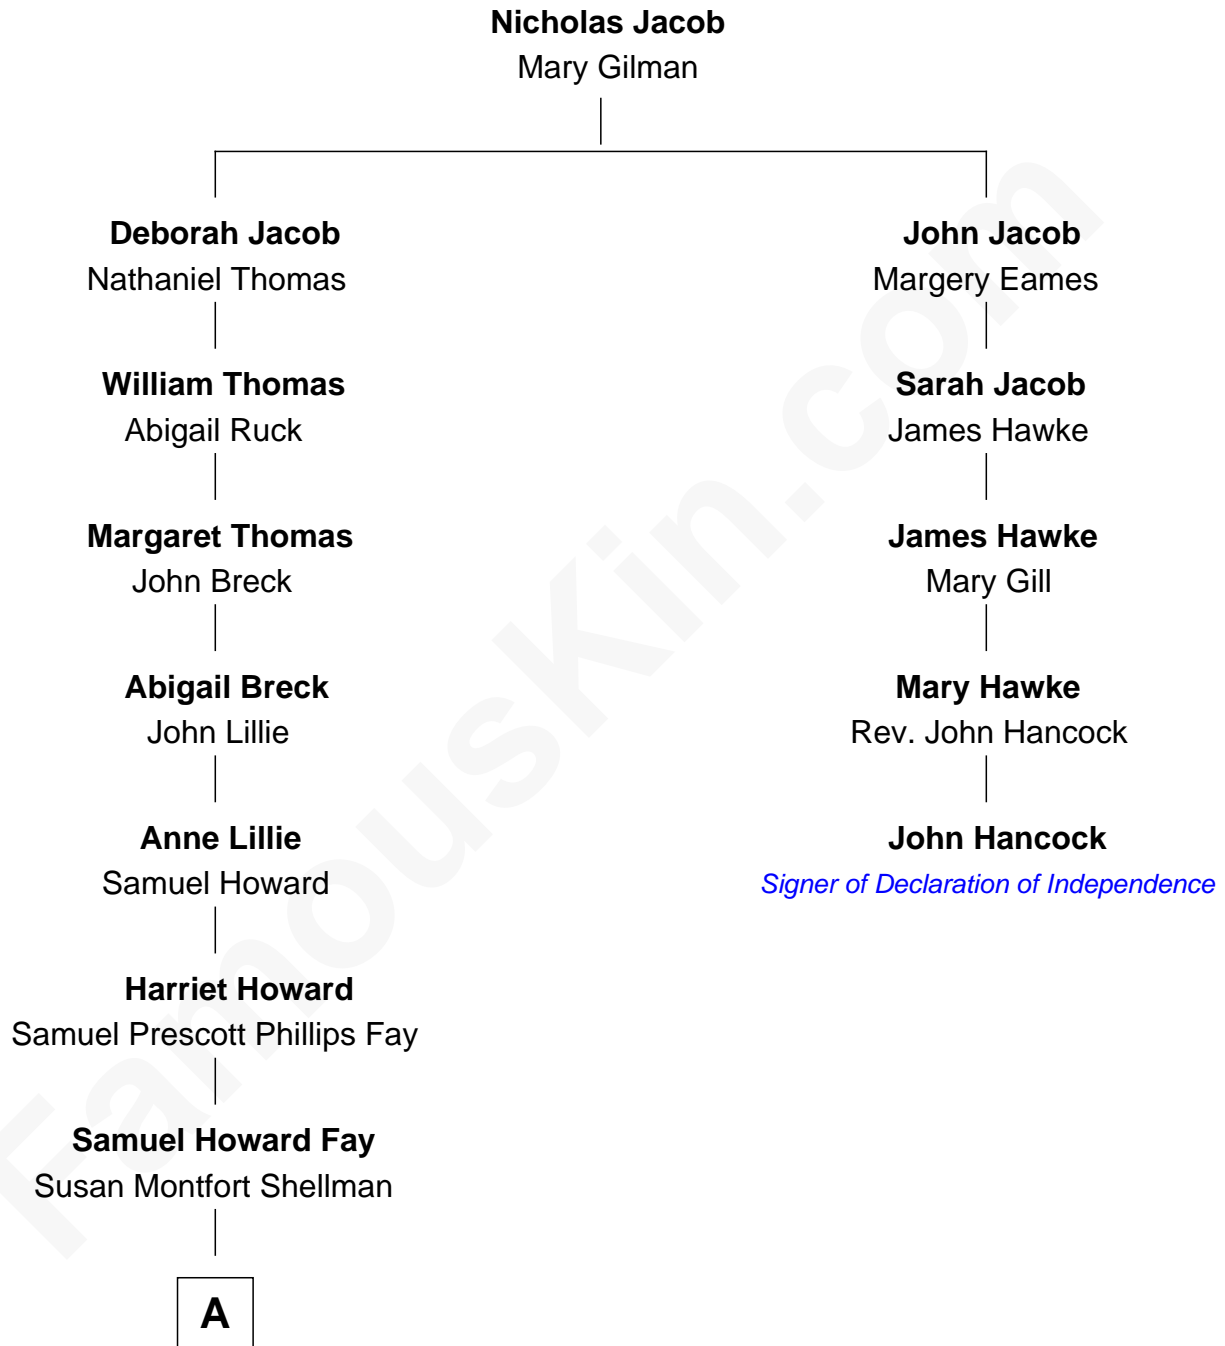 Nicholas Jacob
Mary Gilman
Deborah Jacob
Nathaniel Thomas
John Jacob
Margery Eames
William Thomas
Abigail Ruck
Sarah Jacob
James Hawke
Margaret Thomas
John Breck
James Hawke
Mary Gill
Abigail Breck
John Lillie
Mary Hawke
Rev. John Hancock
Anne Lillie
Samuel Howard
John Hancock
Signer of Declaration of Independence
Harriet Howard
Samuel Prescott Phillips Fay
Samuel Howard Fay
Susan Montfort Shellman
A
FamousKin.com